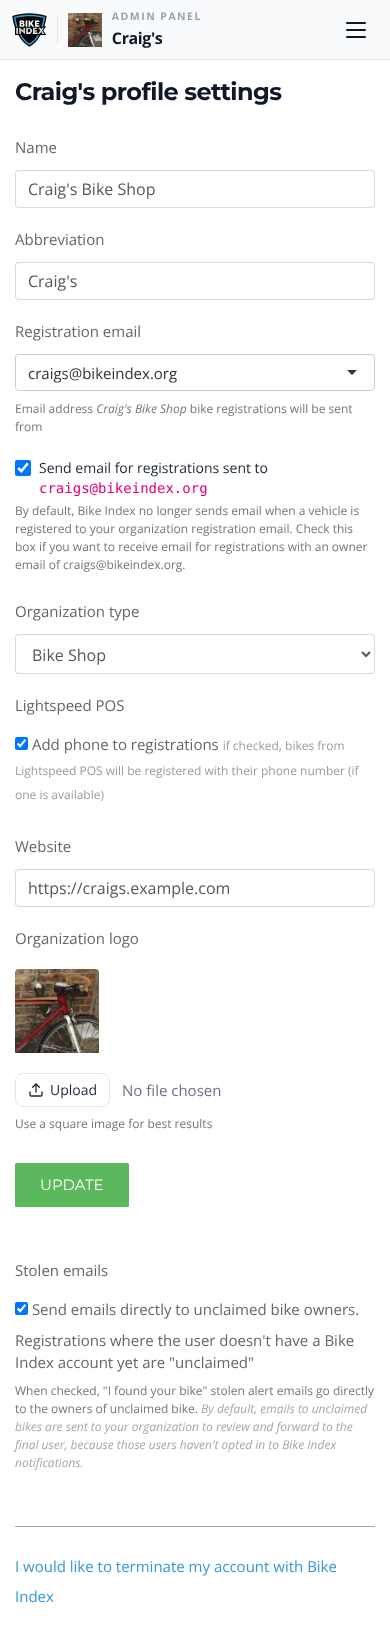 BIKE
INDEX
ADMIN PANEL
Craig's
Craig's profile settings
Name
Craig's Bike Shop
Abbreviation
Craig's
Registration email
craigs@bikeindex.org
Email address Craig's Bike Shop bike registrations will be sent
from
Send email for registrations sent to
craigs@bikeindex.org
By default, Bike Index no longer sends email when a vehicle is
registered to your organization registration email. Check this
box if you want to receive email for registrations with an owner
email of craigs@bikeindex.org.
Organization type
Bike Shop
Lightspeed POS
Add phone to registrations if checked, bikes from
Lightspeed POS will be registered with their phone number (if
one is available)
Website
https://craigs.example.com
Organization logo
Upload No file chosen
Use a square image for best results
UPDATE
Stolen emails
Send emails directly to unclaimed bike owners.
Registrations where the user doesn't have a Bike
Index account yet are "unclaimed"
When checked, "I found your bike" stolen alert emails go directly
to the owners of unclaimed bike. By default, emails to unclaimed
bikes are sent to your organization to review and forward to the
final user, because those users haven't opted in to Bike Index
notifications.
I would like to terminate my account with Bike
Index